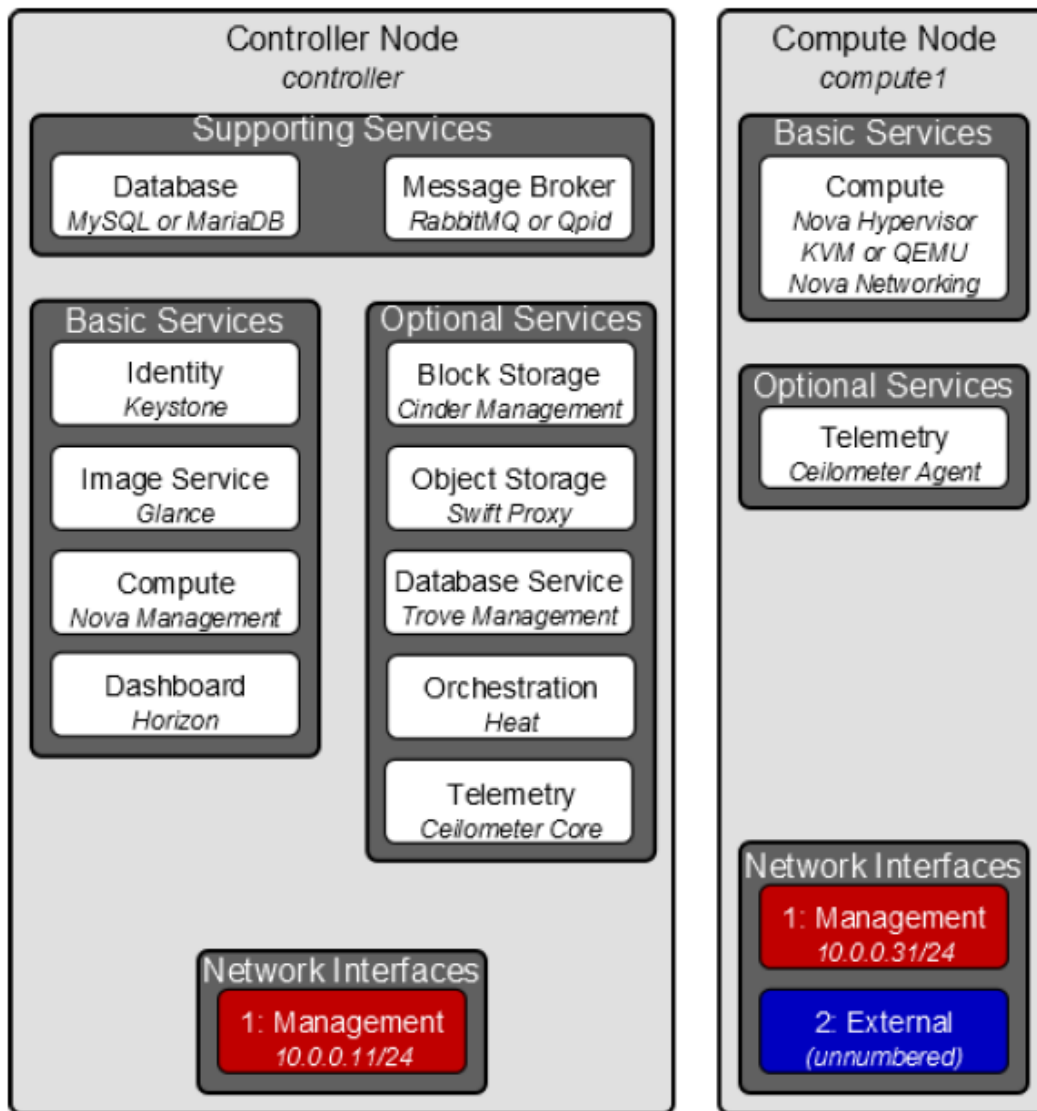 Controller Node
controller
Supporting Services
Database
MySQL or MariaDB
Message Broker
RabbitMQ or Qpid
Basic Services
Identity
Keystone
Image Service
Glance
Compute
Nova Management
Dashboard
Horizon
Optional Services
Block Storage
Cinder Management
Object Storage
Swift Proxy
Database Service
Trove Management
Orchestration
Heat
Telemetry
Ceilometer Core
Network Interfaces
1: Management
10.0.0.11/24
Compute Node
compute1
Basic Services
Compute
Nova Hypervisor
KVM or QEMU
Nova Networking
Optional Services
Telemetry
Ceilometer Agent
Network Interfaces
1: Management
10.0.0.31/24
2: External
(unnumbered)